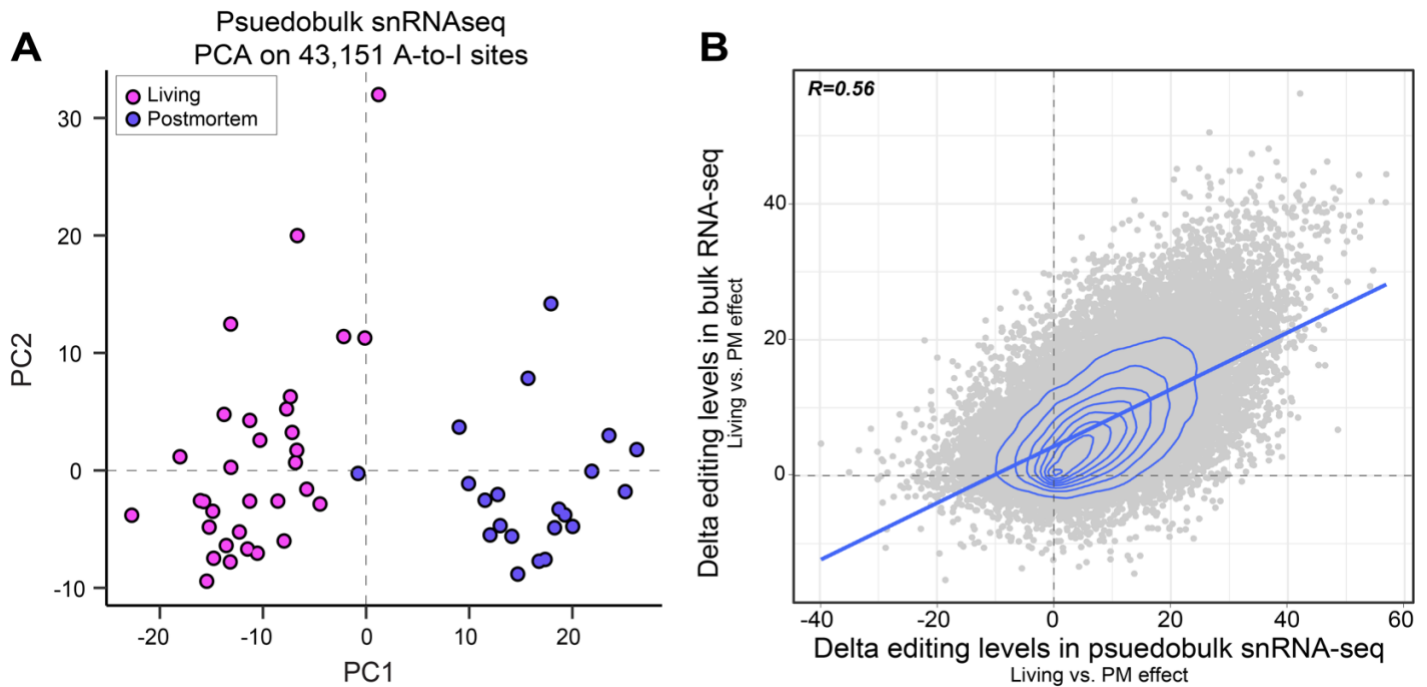 A
Psuedobulk snRNAseq
PCA on 43,151 A-to-I sites
Living
Postmortem
30
20
10
0
-10
PC2
-20
-10
0
10
20
PC1
B
R=0.56
40
20
0
Delta editing levels in bulk RNA-seq
Living vs. PM effect
-40
-20
0
20
40
60
Delta editing levels in psuedobulk snRNA-seq
Living vs. PM effect